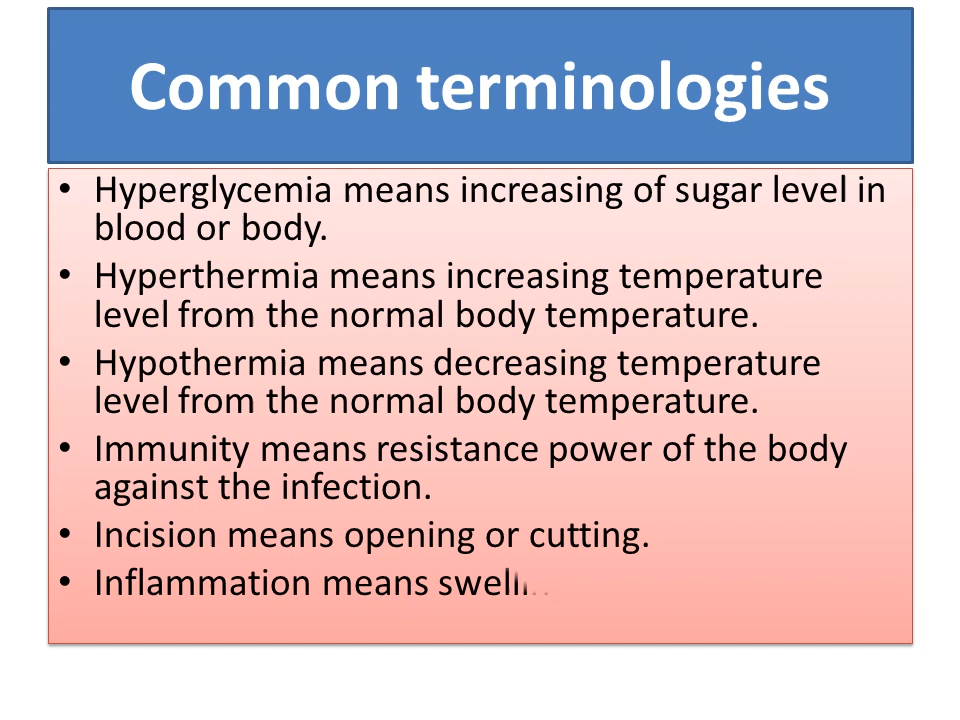 Common terminologies
• Hyperglycemia means increasing of sugar level in
blood or body.
• Hyperthermia means increasing temperature
level from the normal body temperature.
• Hypothermia means decreasing temperature
level from the normal body temperature.
• Immunity means resistance power of the body
against the infection.
• Incision means opening or cutting.
• Inflammation means